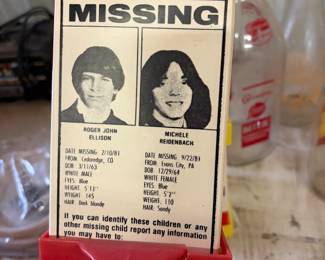 MISSING
ROGER JOHN
ELLISON
DATE MISSING: 2/10/81
FROM: Cedaredge, CO
DOB: 3/11/63
WHITE MALE
EYES: Blue
HEIGHT: 5'11"
WEIGHT: 145
HAIR: Dark blonde
MICHELE
REIDENBACH
DATE MISSING: 9/22/81
FROM: Evans City, PA
DOB: 12/29/64
WHITE FEMALE
EYES: Blue
HEIGHT: 5'2"
WEIGHT: 110
HAIR: Sandy
If you can identify these children or any
other missing child report any information
you may have to: